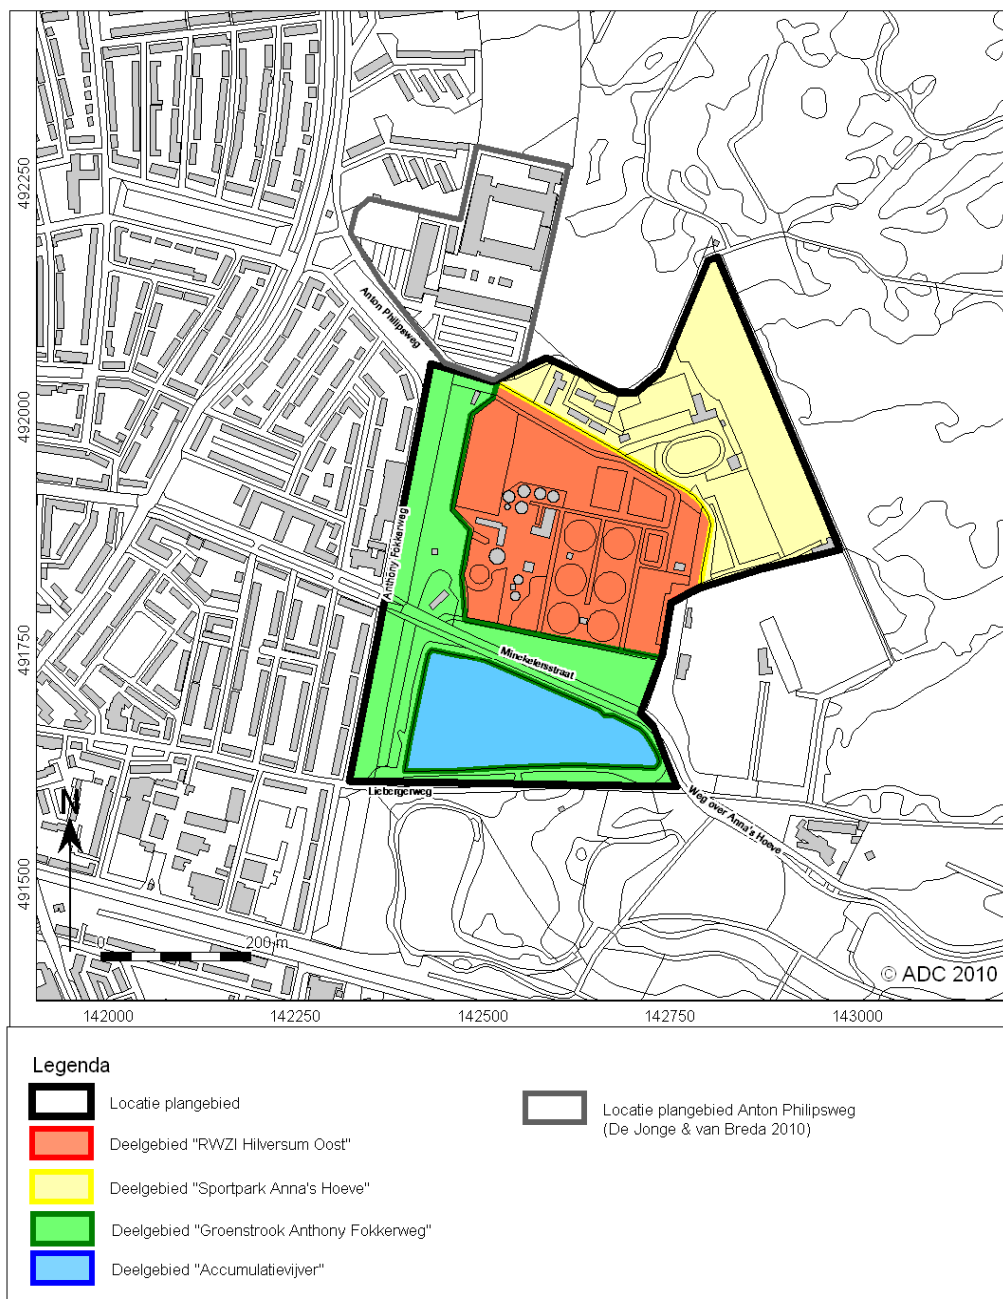 492250
492000
491750
491500
Anton Philipsweg
Anthony Fokkerweg
Minckelersstraat
Liebergerweg
Weg over Anna's Hoeve
N
0
200 m
© ADC 2010
142000
142250
142500
142750
143000
Legenda
Locatie plangebied
Deelgebied "RWZI Hilversum Oost"
Deelgebied "Sportpark Anna's Hoeve"
Deelgebied "Groenstrook Anthony Fokkerweg"
Deelgebied "Accumulatievijver"
Locatie plangebied Anton Philipsweg
(De Jonge & van Breda 2010)